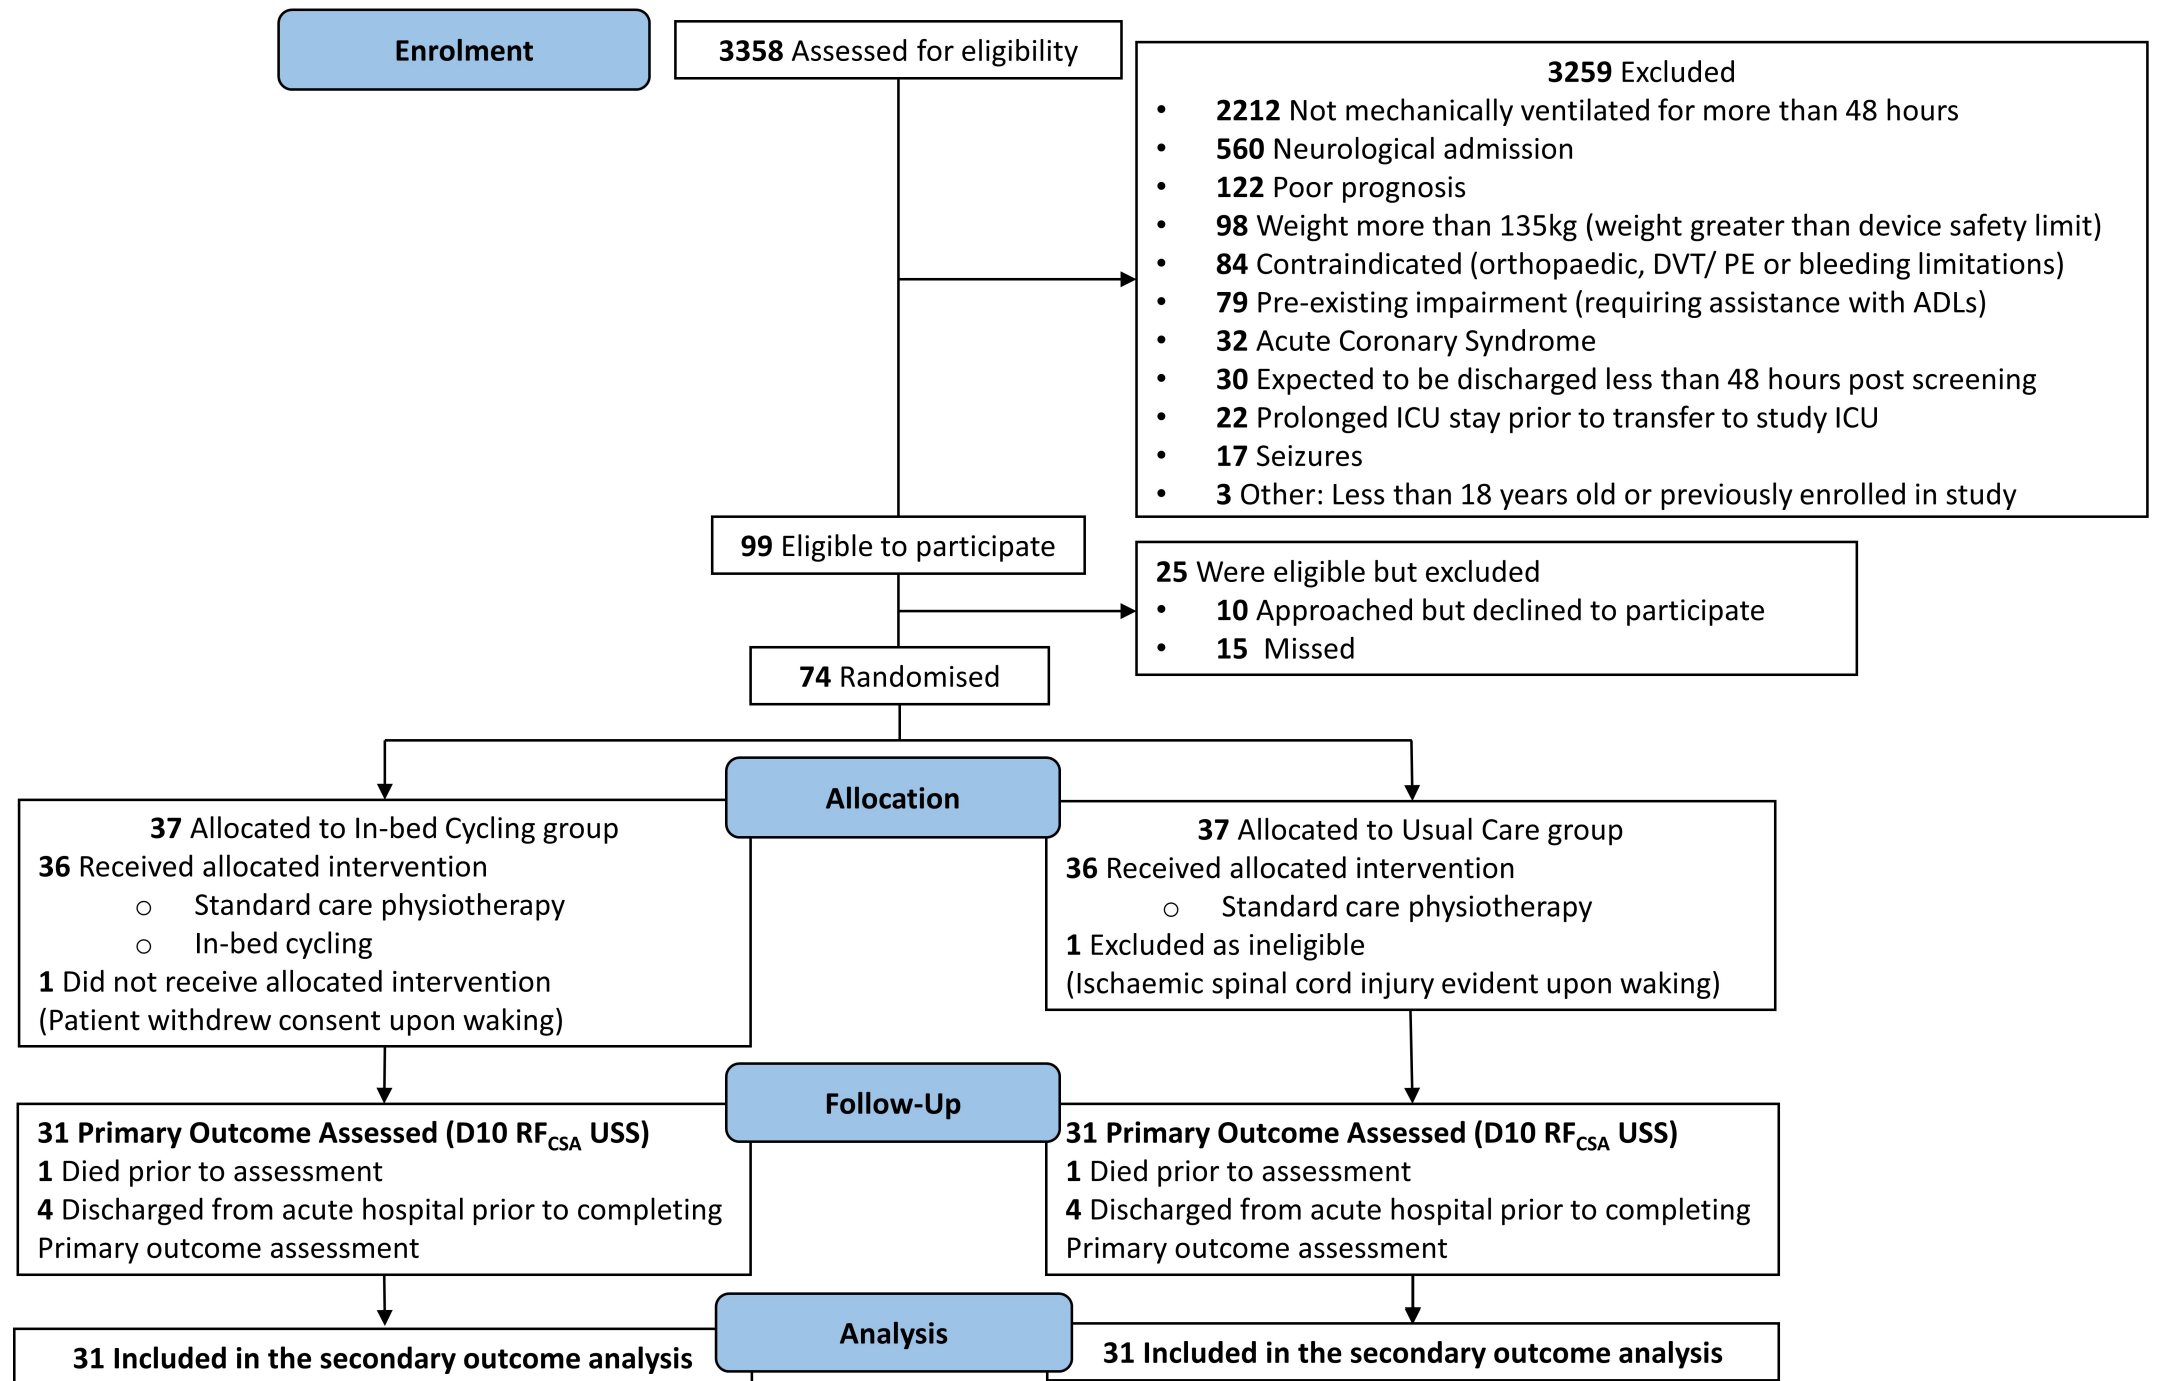 Enrolment
3358 Assessed for eligibility
3259 Excluded
• 2212 Not mechanically ventilated for more than 48 hours
• 560 Neurological admission
• 122 Poor prognosis
• 98 Weight more than 135kg (weight greater than device safety limit)
• 84 Contraindicated (orthopaedic, DVT/ PE or bleeding limitations)
• 79 Pre-existing impairment (requiring assistance with ADLs)
• 32 Acute Coronary Syndrome
• 30 Expected to be discharged less than 48 hours post screening
• 22 Prolonged ICU stay prior to transfer to study ICU
• 17 Seizures
• 3 Other: Less than 18 years old or previously enrolled in study
99 Eligible to participate
25 Were eligible but excluded
• 10 Approached but declined to participate
• 15 Missed
74 Randomised
Allocation
37 Allocated to In-bed Cycling group
36 Received allocated intervention
o Standard care physiotherapy
o In-bed cycling
1 Did not receive allocated intervention
(Patient withdrew consent upon waking)
37 Allocated to Usual Care group
36 Received allocated intervention
o Standard care physiotherapy
1 Excluded as ineligible
(Ischaemic spinal cord injury evident upon waking)
Follow-Up
31 Primary Outcome Assessed (D10 RFCSA USS)
1 Died prior to assessment
4 Discharged from acute hospital prior to completing
Primary outcome assessment
31 Primary Outcome Assessed (D10 RFCSA USS)
1 Died prior to assessment
4 Discharged from acute hospital prior to completing
Primary outcome assessment
Analysis
31 Included in the secondary outcome analysis
31 Included in the secondary outcome analysis